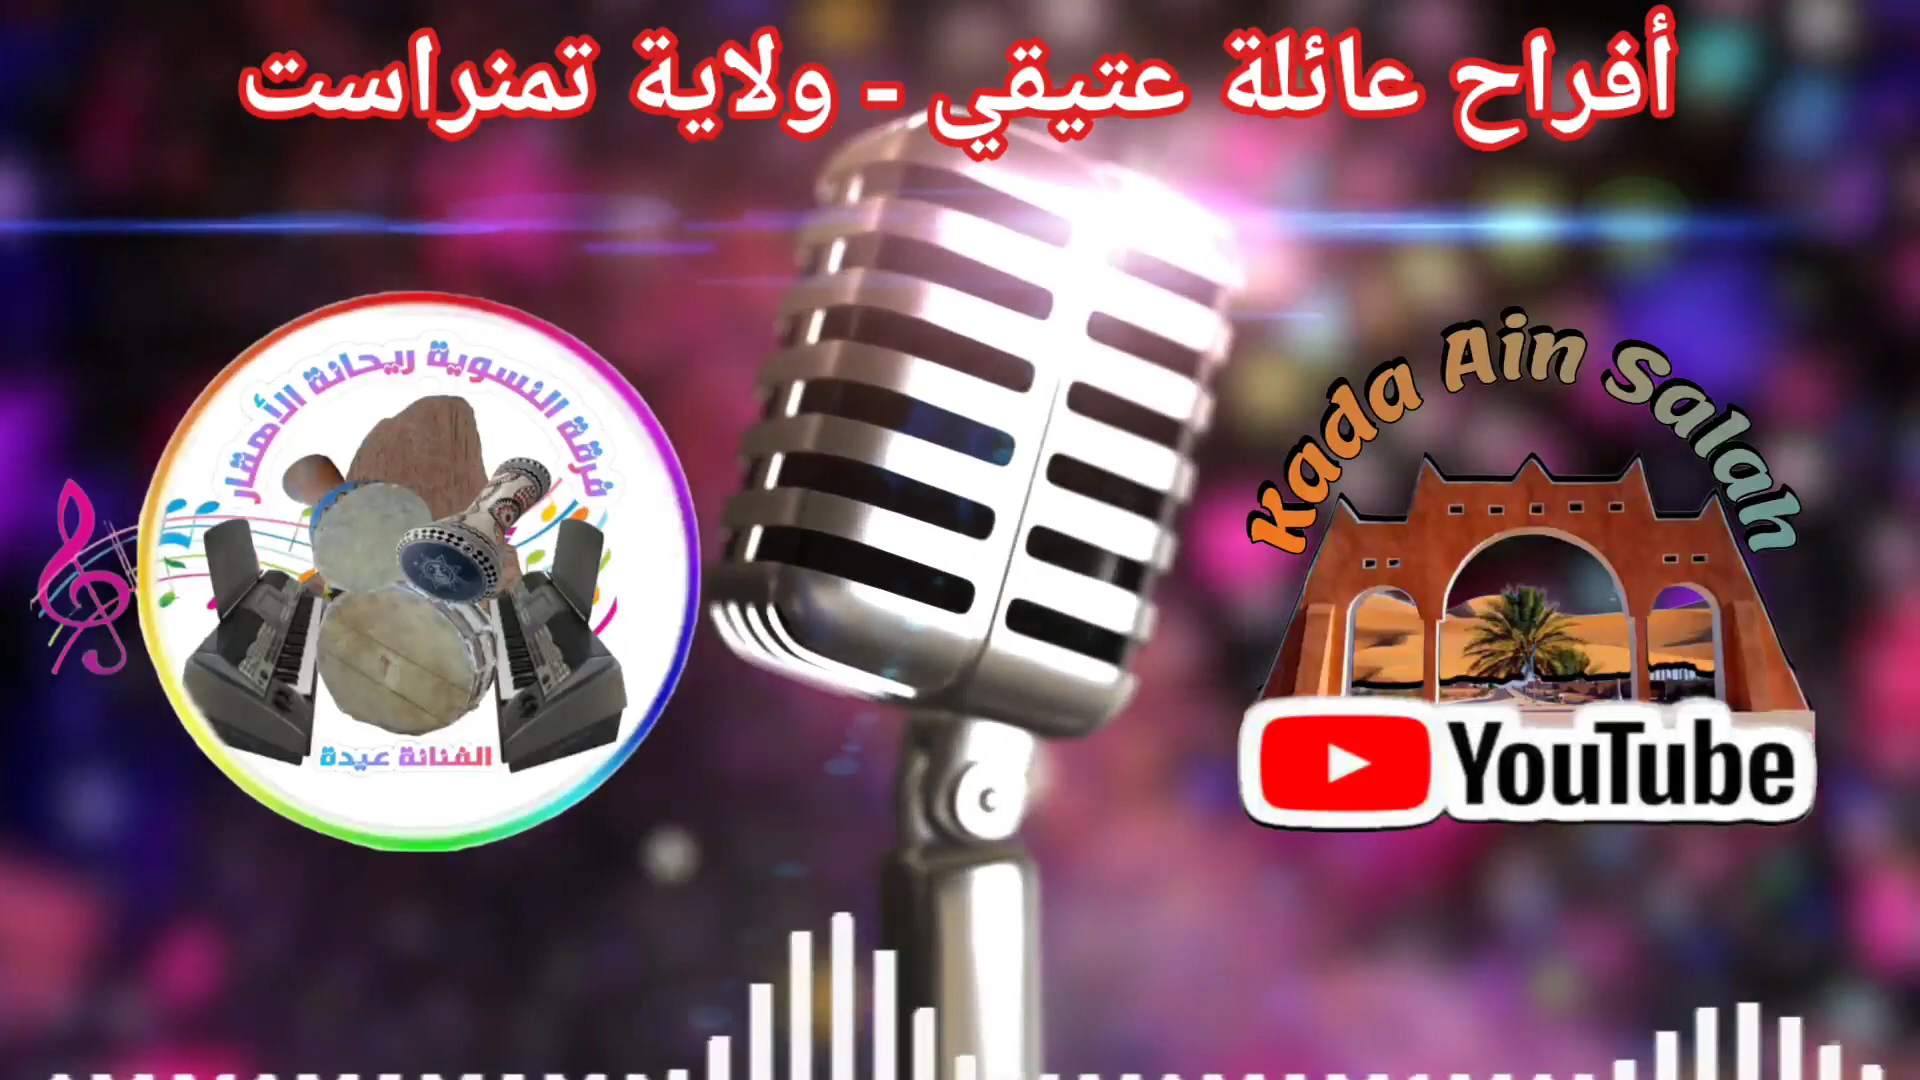 أفراح عائلة عتيقي - ولاية تمنراست
فرقة النسوية ريحانة الأهقار
الفنانة عيدة
Kada Ain Salah
YouTube